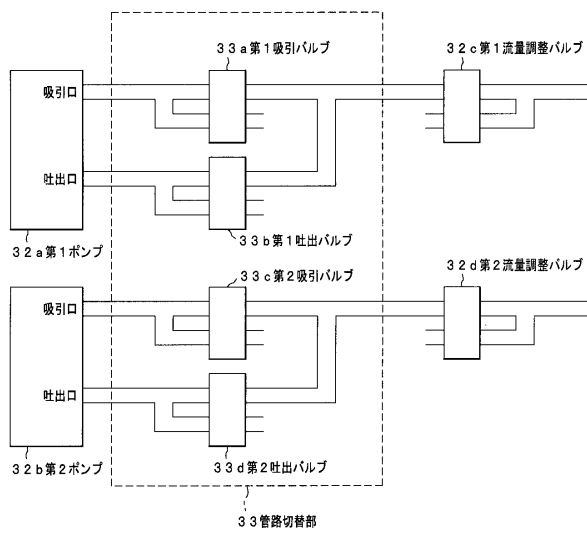 33a第1吸引バルブ
32c第1流量調整バルブ
吸引口
吐出口
32a第1ポンプ
33b第1吐出バルブ
33c第2吸引バルブ
32d第2流量調整バルブ
吸引口
吐出口
32b第2ポンプ
33d第2吐出バルブ
33管路切替部